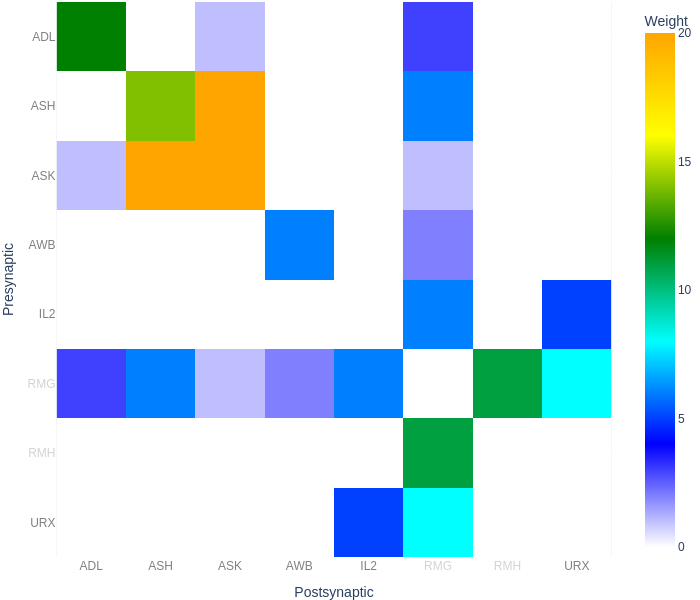 Weight
ADL
20
ASH
15
ASK
AWB
Presynaptic
10
IL2
RMG
5
RMH
URX
0
ADL ASH ASK AWB IL2 RMG RMH URX
Postsynaptic